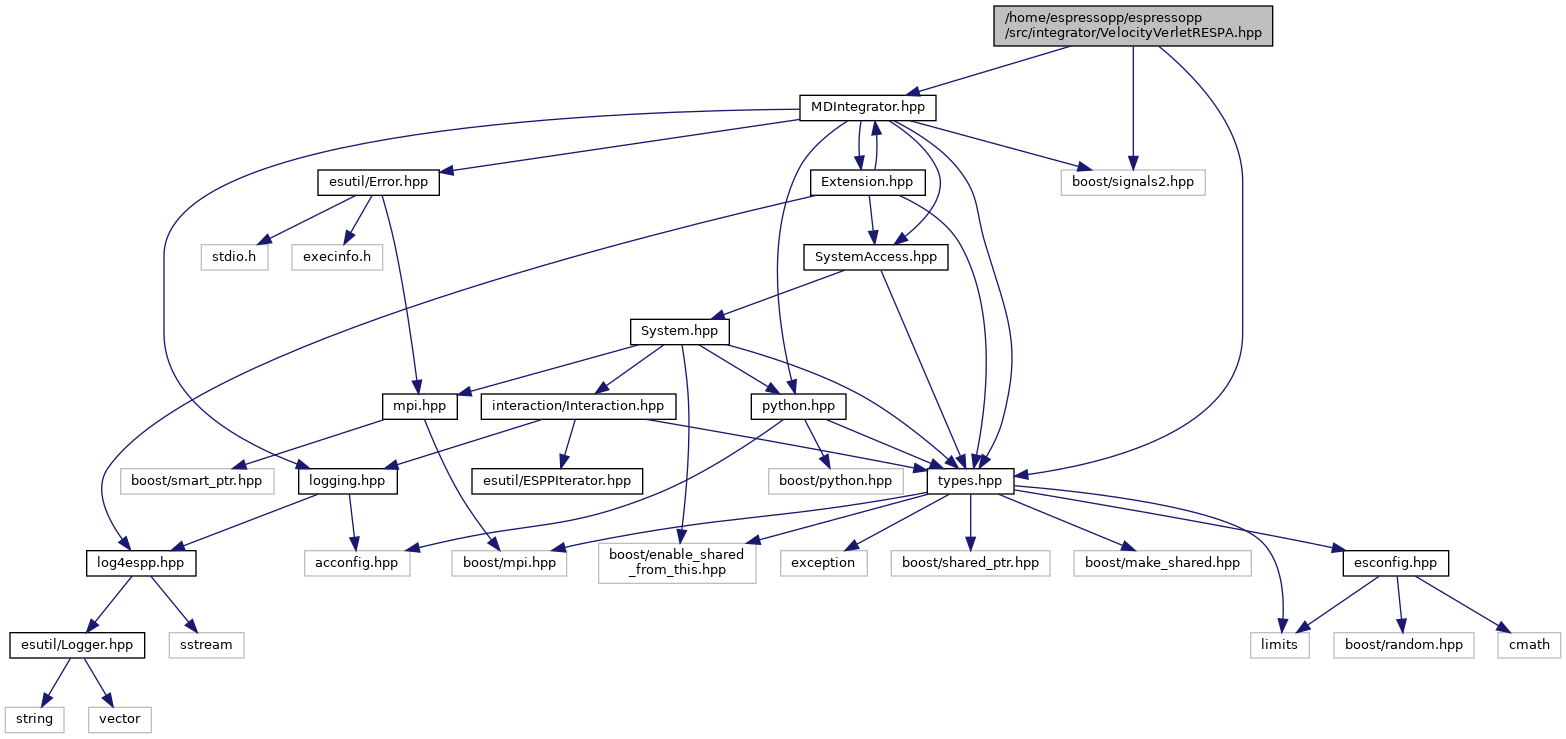 /home/espressopp/espressopp
/src/integrator/VelocityVerletRESPA.hpp
MDIntegrator.hpp
esutil/Error.hpp
Extension.hpp
boost/signals2.hpp
stdio.h
execinfo.h
SystemAccess.hpp
System.hpp
mpi.hpp
interaction/Interaction.hpp
python.hpp
boost/smart_ptr.hpp
logging.hpp
esutil/ESPPIterator.hpp
boost/python.hpp
types.hpp
log4espp.hpp
acconfig.hpp
boost/mpi.hpp
boost/enable_shared
_from_this.hpp
exception
boost/shared_ptr.hpp
boost/make_shared.hpp
esconfig.hpp
esutil/Logger.hpp
sstream
limits
boost/random.hpp
cmath
string
vector